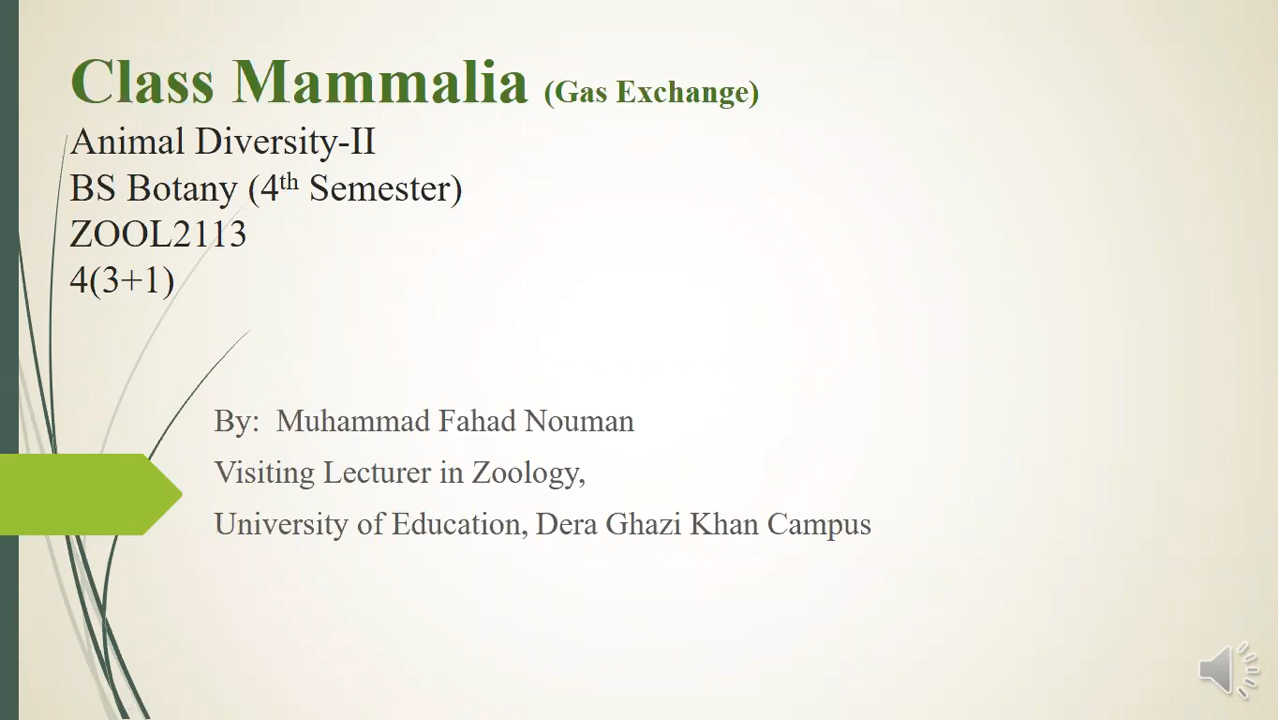 Class Mammalia (Gas Exchange)
Animal Diversity-II
BS Botany (4th Semester)
ZOOL2113
4(3+1)
By:  Muhammad Fahad Nouman
Visiting Lecturer in Zoology,
University of Education, Dera Ghazi Khan Campus